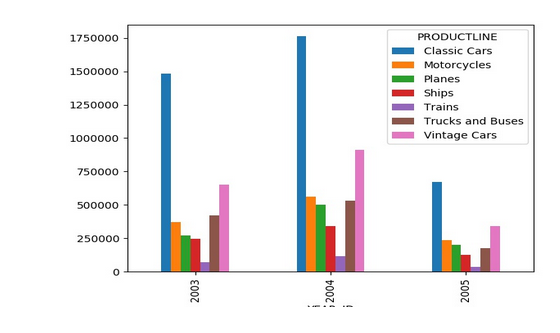 1750000
1500000
1250000
1000000
750000
500000
250000
0
PRODUCTLINE
Classic Cars
Motorcycles
Planes
Ships
Trains
Trucks and Buses
Vintage Cars
2003
2004
2005